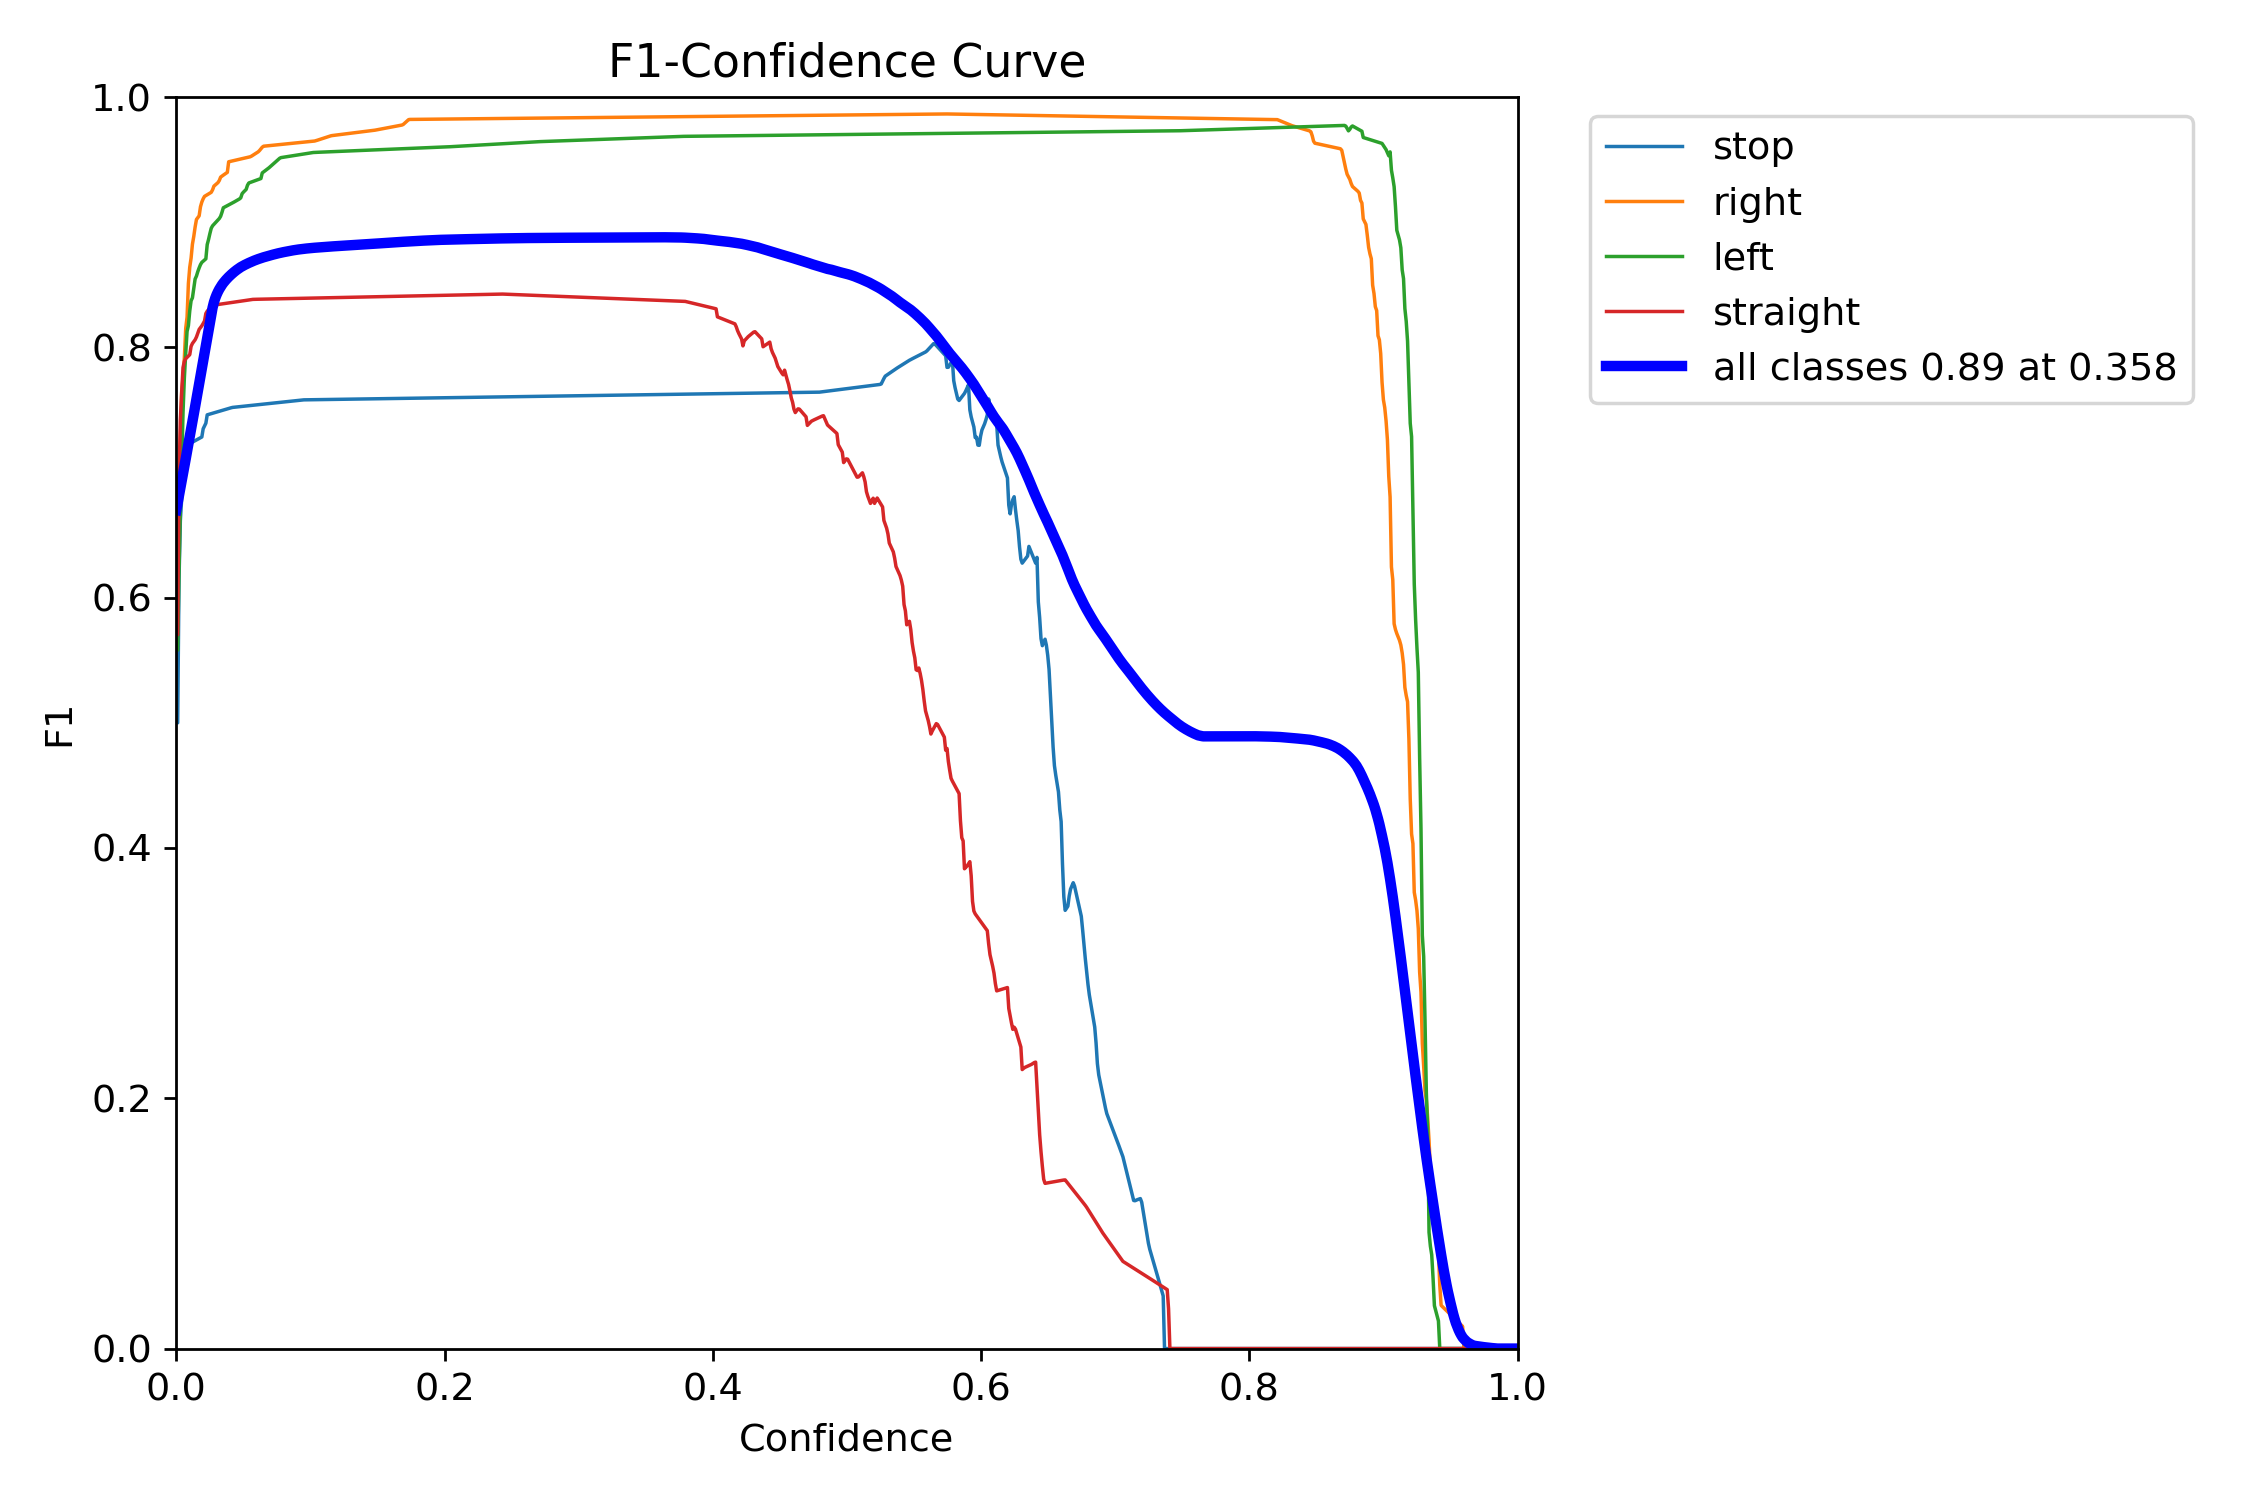 F1-Confidence Curve
1.0
0.8
0.6
0.4
0.2
0.0
F1
0.0 0.2 0.4 0.6 0.8 1.0
Confidence
stop
right
left
straight
all classes 0.89 at 0.358